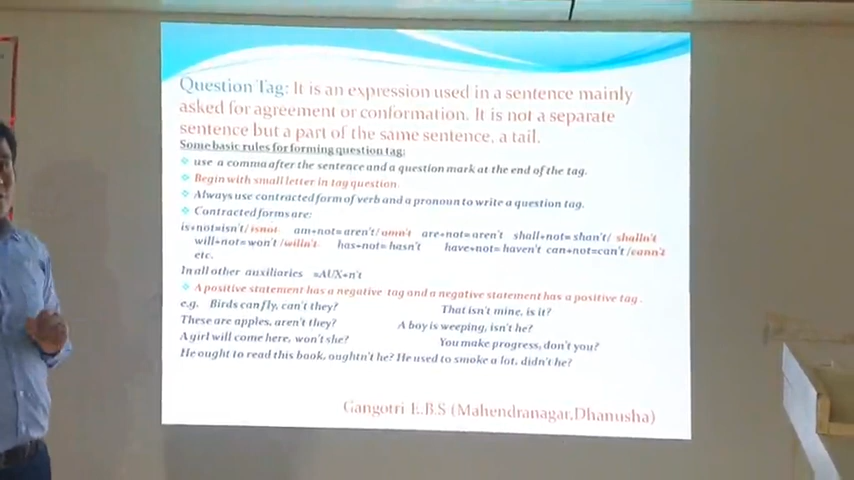 Question Tag: It is an expression used in a sentence mainly
asked for agreement or conformation. It is not a separate
sentence but a part of the same sentence, a tail.
Some basic rules for forming question tag:
❖ use a comma after the sentence and a question mark at the end of the tag.
❖ Begin with small letter in tag question.
❖ Always use contracted form of verb and a pronoun to write a question tag.
❖ Contracted forms are:
is+not=isn't/isnot am+not=aren't/amn't are+not=aren't shall+not=shan't/ shalln't
will+not=won't /willn't has+not= hasn't have+not= haven't can+not=can't /cann't
etc.
In all other auxiliaries =AUX+n't
❖ A positive statement has a negative tag and a negative statement has a positive tag.
e.g. Birds can fly, can't they? That isn't mine, is it?
These are apples, aren't they? A boy is weeping, isn't he?
A girl will come here, won't she? You make progress, don't you?
He ought to read this book, oughtn't he? He used to smoke a lot, didn't he?
Gangotri E.B.S (Mahendranagar,Dhanusha)